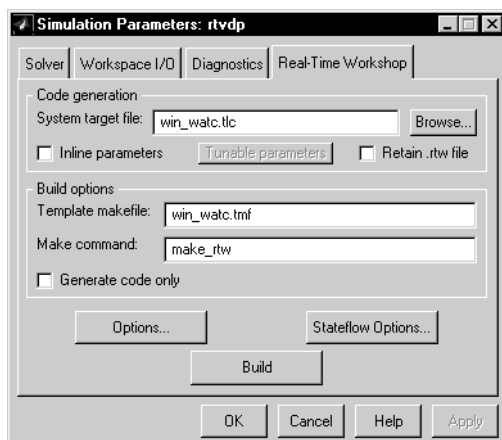 Simulation Parameters: rtvdp
Solver Workspace I/O Diagnostics Real-Time Workshop
Code generation
System target file: win_watc.tlc Browse...
Inline parameters Tunable parameters Retain .rtw file
Build options
Template makefile: win_watc.tmf
Make command: make_rtw
Generate code only
Options... Stateflow Options...
Build
OK Cancel Help Apply